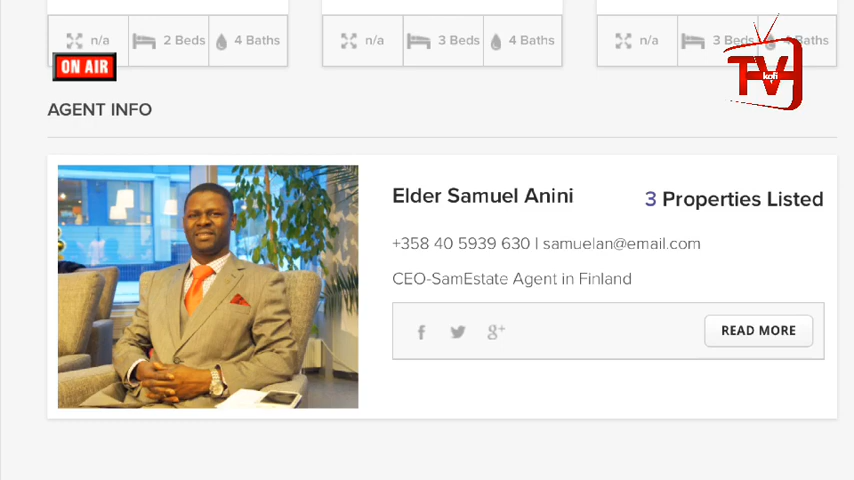 n/a 2 Beds 4 Baths n/a 3 Beds 4 Baths n/a 3 Beds 4 Baths
ON AIR
TV
kofi
AGENT INFO
Elder Samuel Anini
3 Properties Listed
+358 40 5939 630 | samuelan@email.com
CEO-SamEstate Agent in Finland
f g+ READ MORE